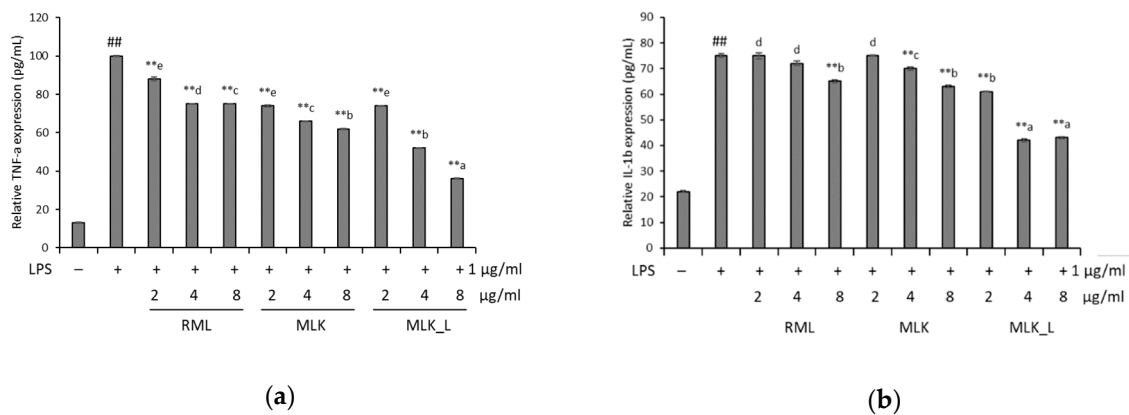 Relative TNF-a expression (pg/mL)
120
100
80
60
40
20
0
##
**e
**d
**c
**e
**c
**b
**e
**b
**a
LPS – + + + + + + + + + + 1 µg/ml
2 4 8 2 4 8 2 4 8 µg/ml
RML MLK MLK_L
(a)
Relative IL-1b expression (pg/mL)
90
80
70
60
50
40
30
20
10
0
##
d
d
**b
d
**c
**b
**b
**a
**a
LPS – + + + + + + + + + + 1 µg/ml
2 4 8 2 4 8 2 4 8 µg/ml
RML MLK MLK_L
(b)